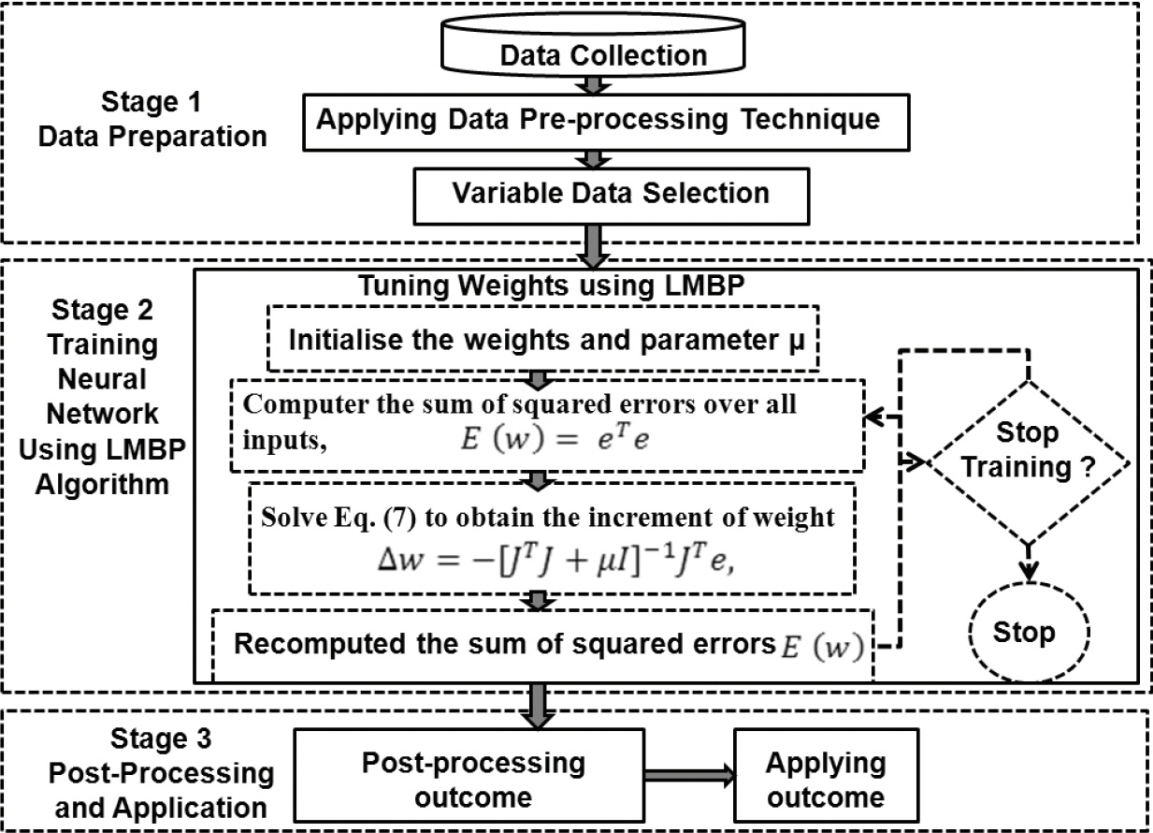 Data Collection
Stage 1
Data Preparation
Applying Data Pre-processing Technique
Variable Data Selection
Stage 2
Training
Neural
Network
Using LMBP
Algorithm
Tuning Weights using LMBP
Initialise the weights and parameter μ
Computer the sum of squared errors over all
inputs, E (w) = eᵀe
Solve Eq. (7) to obtain the increment of weight
Δw = −[JᵀJ + μI]⁻¹Jᵀe,
Recomputed the sum of squared errors E (w)
Stop
Training ?
Stop
Stage 3
Post-Processing
and Application
Post-processing
outcome
Applying
outcome